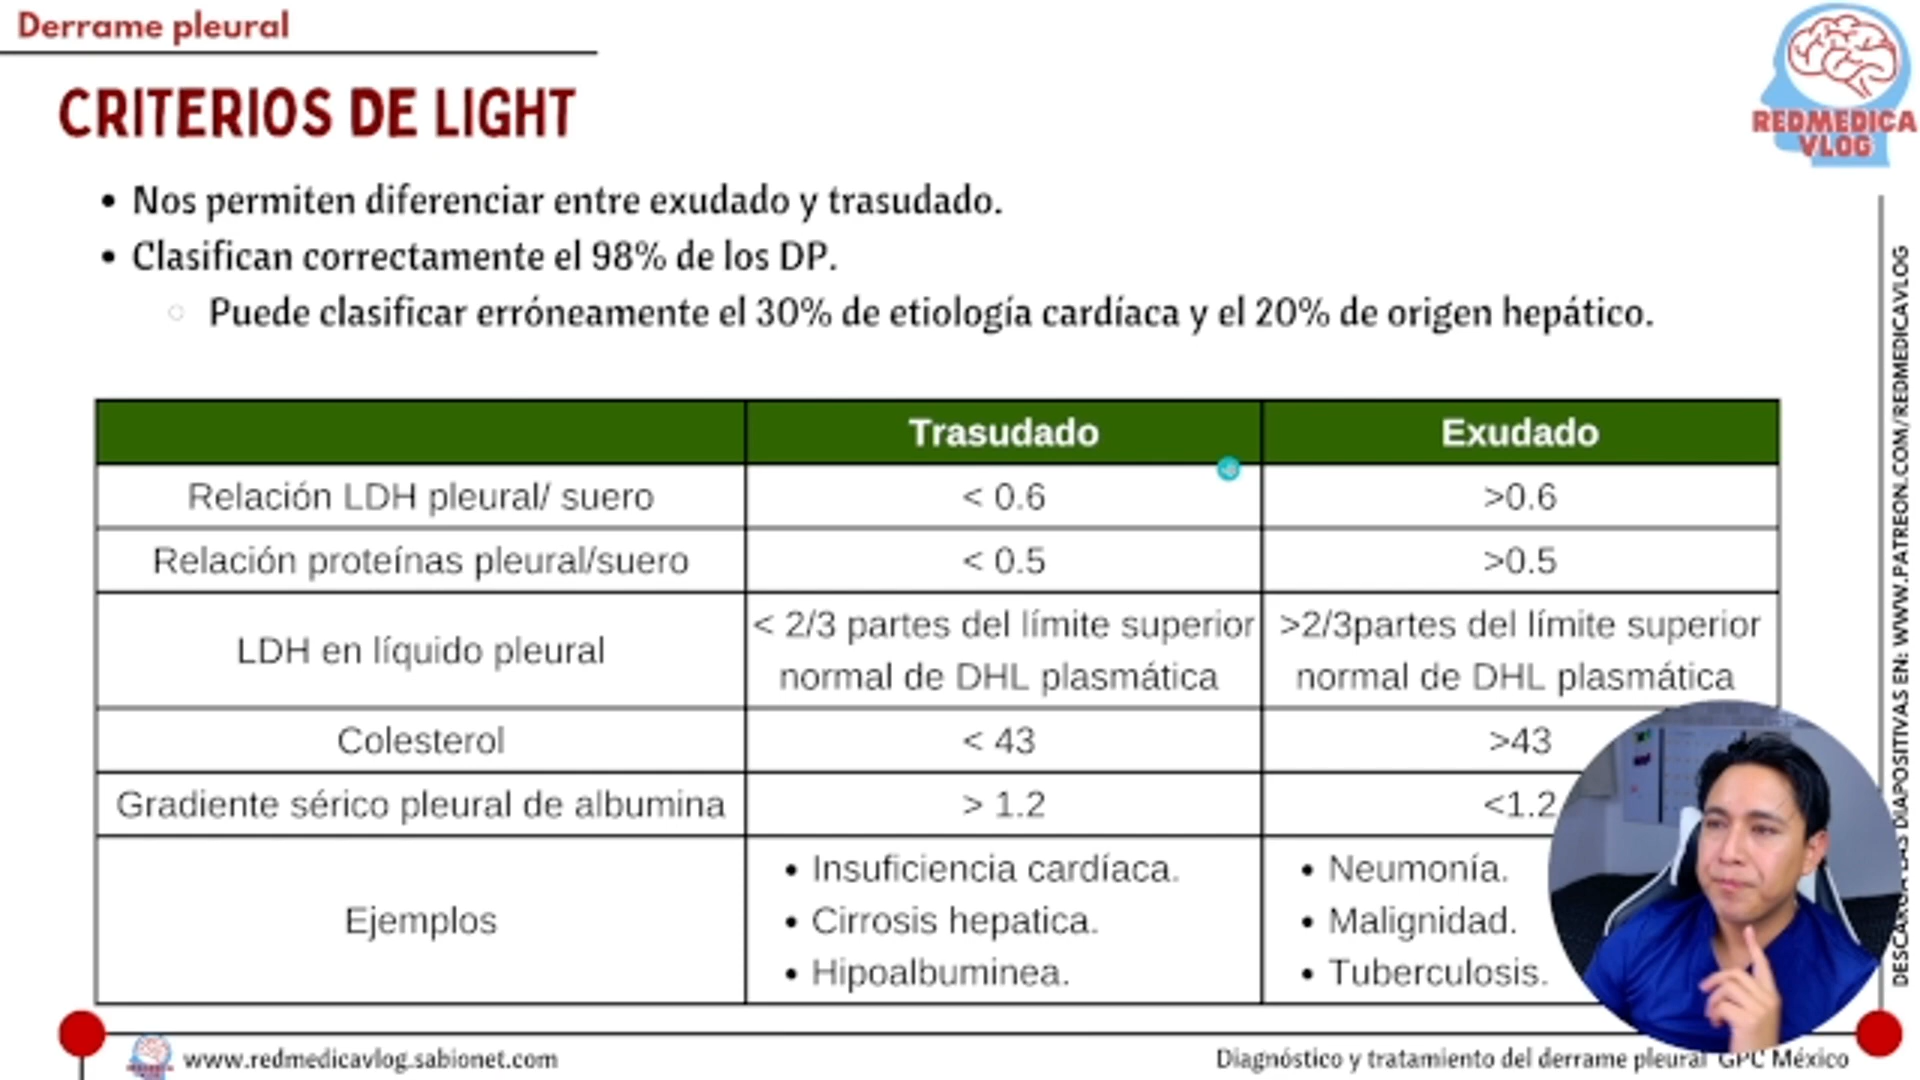 Derrame pleural
CRITERIOS DE LIGHT
REDMEDICA
VLOG
• Nos permiten diferenciar entre exudado y trasudado.
• Clasifican correctamente el 98% de los DP.
○ Puede clasificar erróneamente el 30% de etiología cardíaca y el 20% de origen hepático.
Trasudado Exudado
Relación LDH pleural/ suero < 0.6 >0.6
Relación proteínas pleural/suero < 0.5 >0.5
LDH en líquido pleural
< 2/3 partes del límite superior
normal de DHL plasmática
>2/3partes del límite superior
normal de DHL plasmática
Colesterol < 43 >43
Gradiente sérico pleural de albumina > 1.2 <1.2
Ejemplos
• Insuficiencia cardíaca.
• Cirrosis hepatica.
• Hipoalbuminea.
• Neumonía.
• Malignidad.
• Tuberculosis.
DESCARGA LAS DIAPOSITIVAS EN: WWW.PATREON.COM/REDMEDICAVLOG
www.redmedicavlog.sabionet.com
Diagnóstico y tratamiento del derrame pleural GPC México